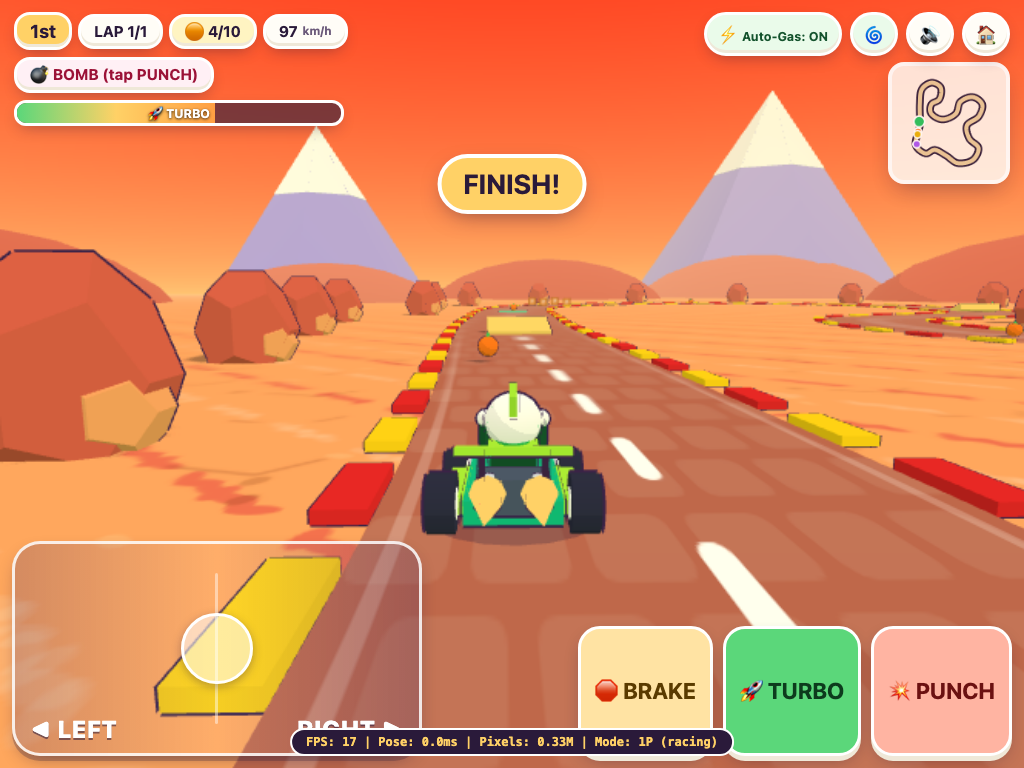 1st
LAP 1/1
4/10
97 km/h
Auto-Gas: ON
BOMB (tap PUNCH)
TURBO
FINISH!
LEFT
RIGHT
BRAKE
TURBO
PUNCH
FPS: 17 | Pose: 0.0ms | Pixels: 0.33M | Mode: 1P (racing)